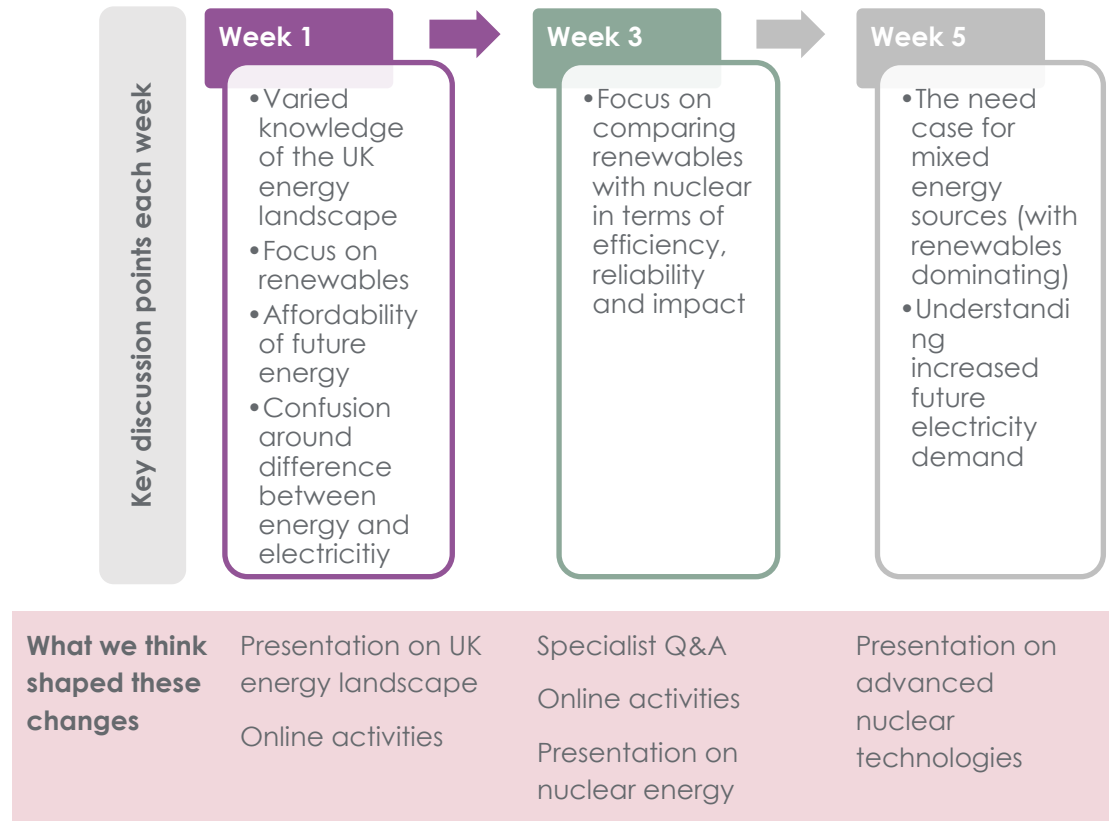 Key discussion points each week
Week 1
•Varied
knowledge
of the UK
energy
landscape
•Focus on
renewables
•Affordability
of future
energy
•Confusion
around
difference
between
energy and
electricitiy
Week 3
•Focus on
comparing
renewables
with nuclear
in terms of
efficiency,
reliability
and impact
Week 5
•The need
case for
mixed
energy
sources (with
renewables
dominating)
•Understandi
ng
increased
future
electricity
demand
What we think
shaped these
changes
Presentation on UK
energy landscape
Online activities
Specialist Q&A
Online activities
Presentation on
nuclear energy
Presentation on
advanced
nuclear
technologies